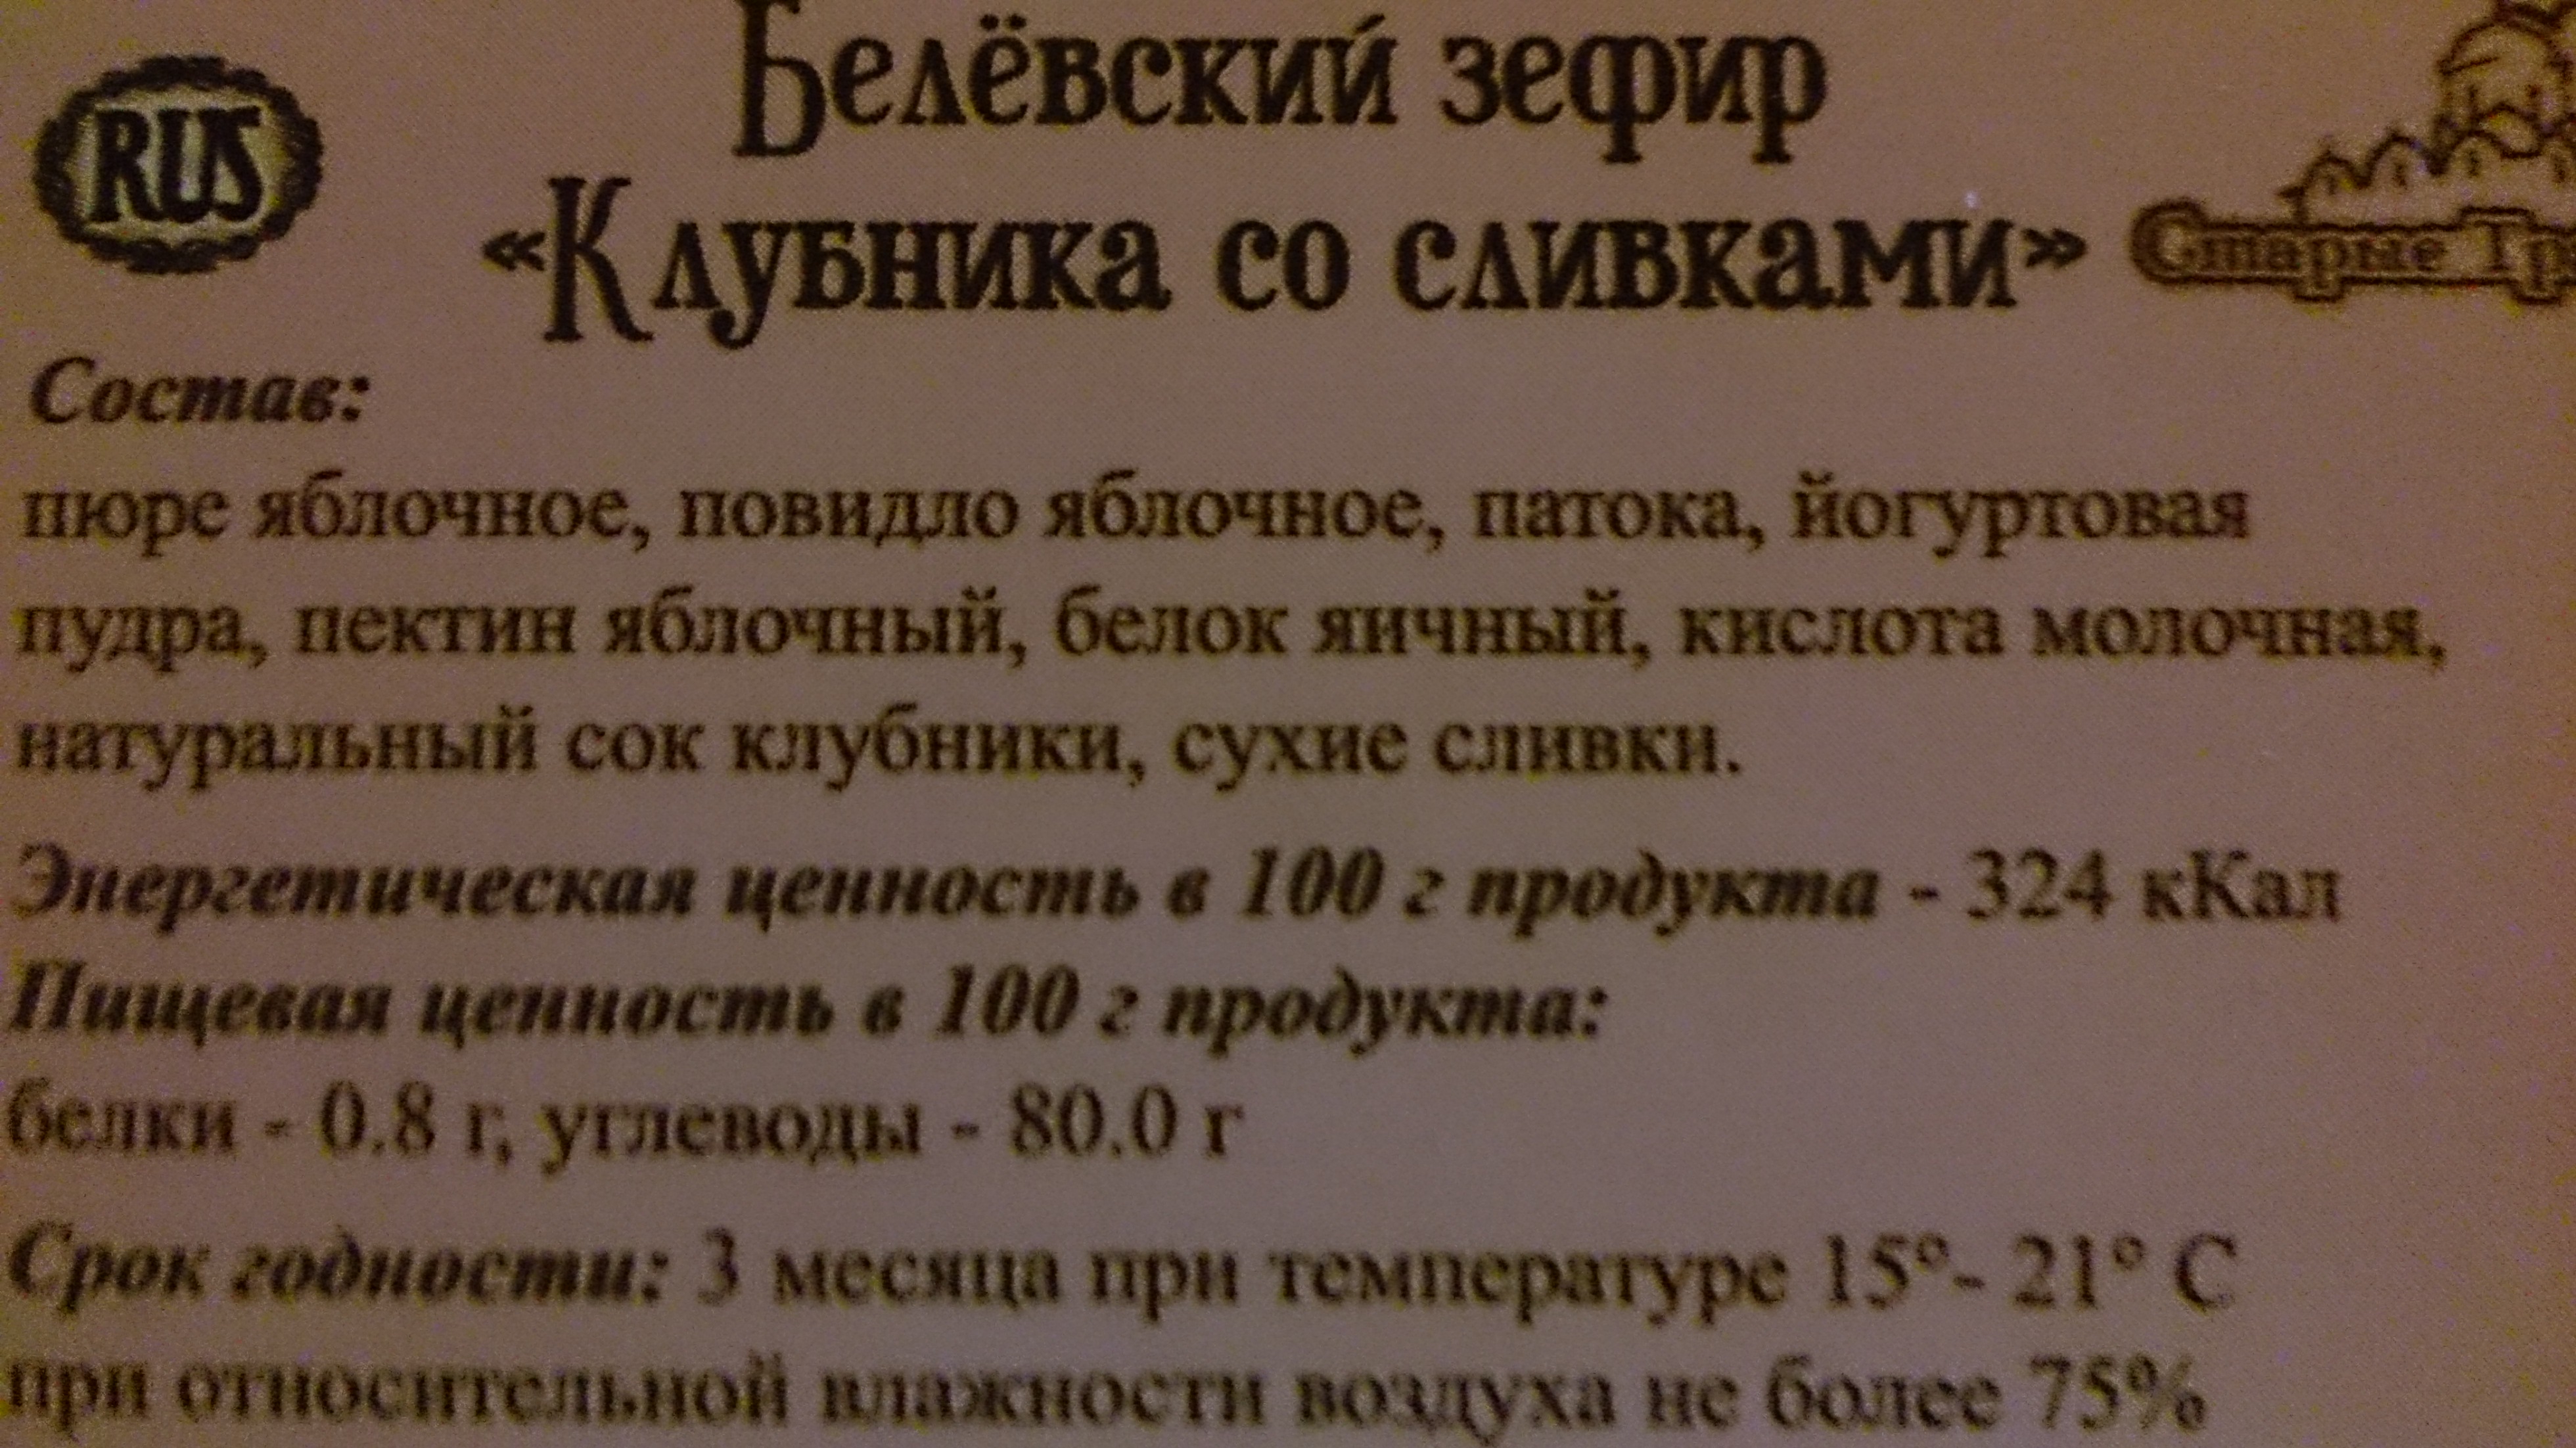 Белёвский зефир
RUS
«Клубника со сливками»
Старые
Состав:
пюре яблочное, повидло яблочное, патока, йогуртовая
пудра, пектин яблочный, белок яичный, кислота молочная,
натуральный сок клубники, сухие сливки.
Энергетическая ценность в 100 г продукта - 324 кКал
Пищевая ценность в 100 г продукта:
белки - 0.8 г, углеводы - 80.0 г
Срок годности: 3 месяца при температуре 15°- 21° С
при относительной влажности воздуха не более 75%